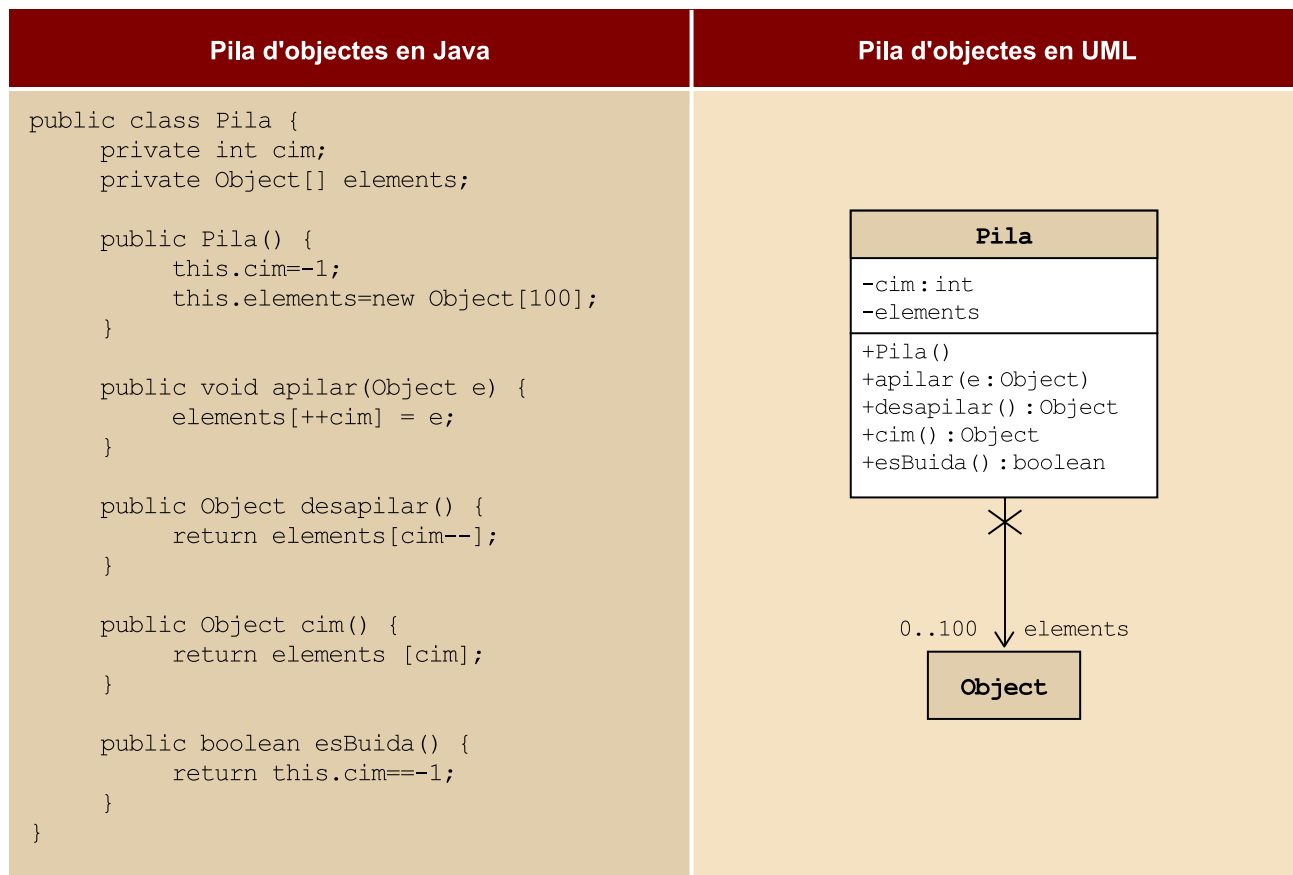 Pila d'objectes en Java
public class Pila {
private int cim;
private Object[] elements;
public Pila() {
this.cim=-1;
this.elements=new Object[100];
}
public void apilar(Object e) {
elements[++cim] = e;
}
public Object desapilar() {
return elements[cim--];
}
public Object cim() {
return elements [cim];
}
public boolean esBuida() {
return this.cim==-1;
}
}
Pila d'objectes en UML
Pila
-cim:int
-elements
+Pila()
+apilar(e:Object)
+desapilar():Object
+cim():Object
+esBuida():boolean
0..100 elements
Object